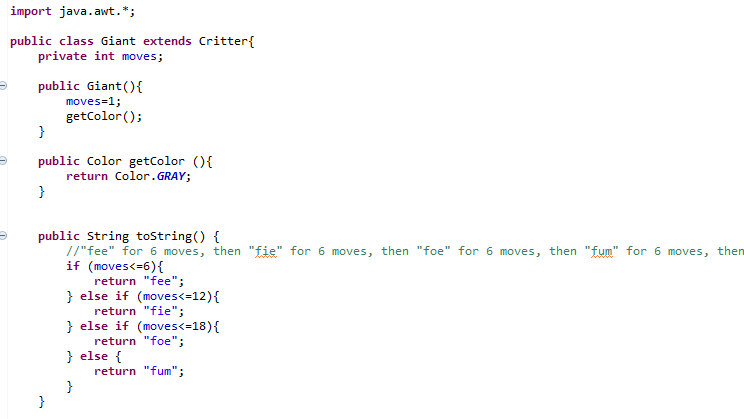 import java.awt.*;
public class Giant extends Critter{
private int moves;
public Giant(){
moves=1;
getColor();
}
public Color getColor (){
return Color.GRAY;
}
public String toString() {
//"fee" for 6 moves, then "fie" for 6 moves, then "foe" for 6 moves, then "fum" for 6 moves, then
if (moves<=6){
return "fee";
} else if (moves<=12){
return "fie";
} else if (moves<=18){
return "foe";
} else {
return "fum";
}
}